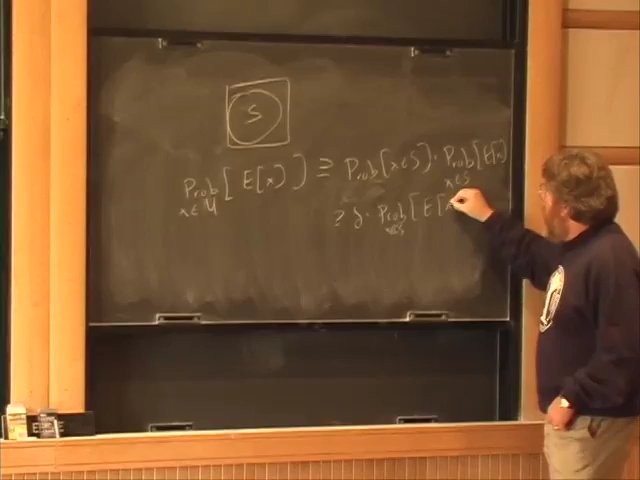 S
Prob [E[x]] ≥ Prob[x∈S] · Prob[E[x]]
x∈U x∈S
≥ δ · Prob [E[x
x∈S